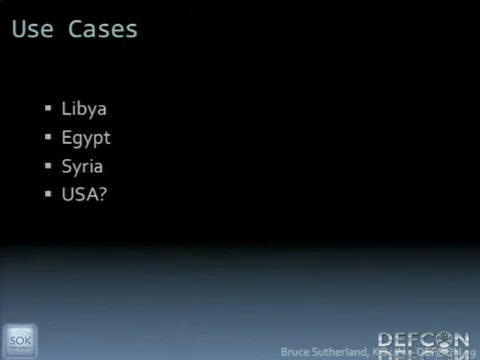 Use Cases
▪ Libya
▪ Egypt
▪ Syria
▪ USA?
SOK
DEFCON
Bruce Sutherland,